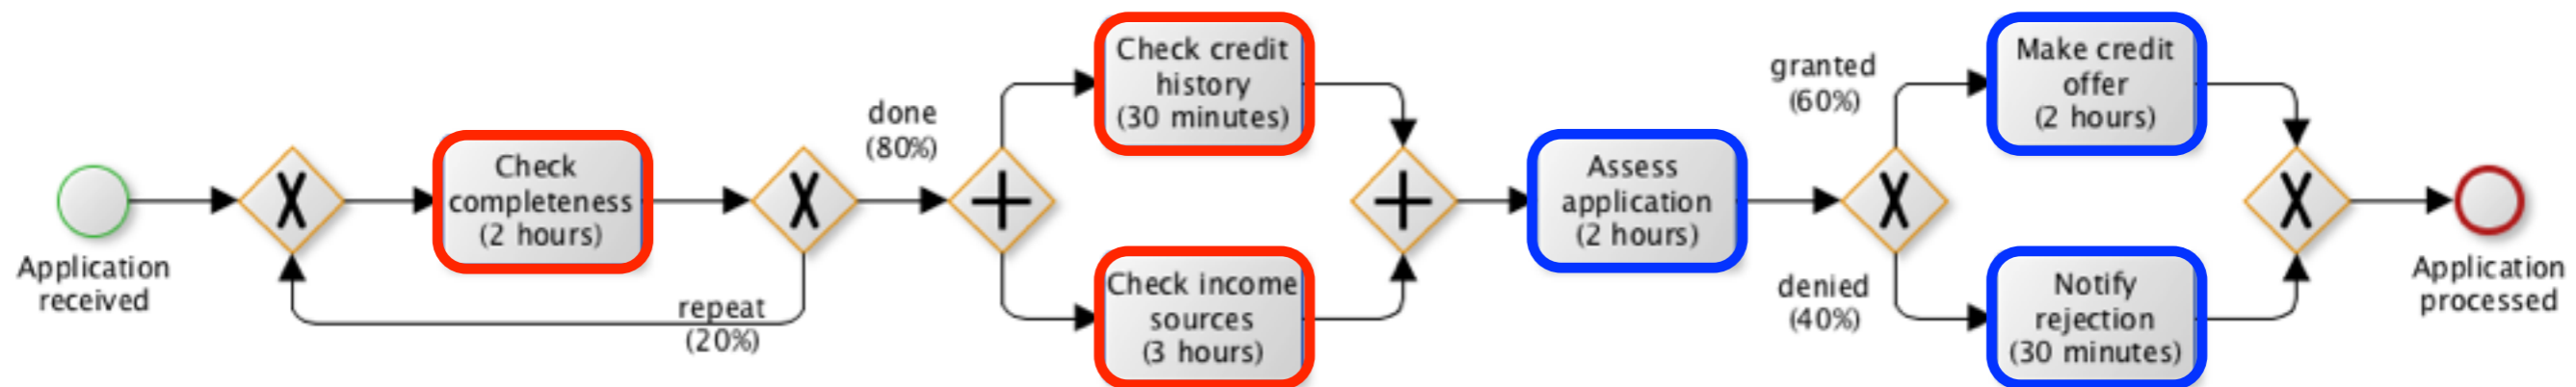 Application
received
Check
completeness
(2 hours)
repeat
(20%)
done
(80%)
Check credit
history
(30 minutes)
Check income
sources
(3 hours)
Assess
application
(2 hours)
granted
(60%)
denied
(40%)
Make credit
offer
(2 hours)
Notify
rejection
(30 minutes)
Application
processed